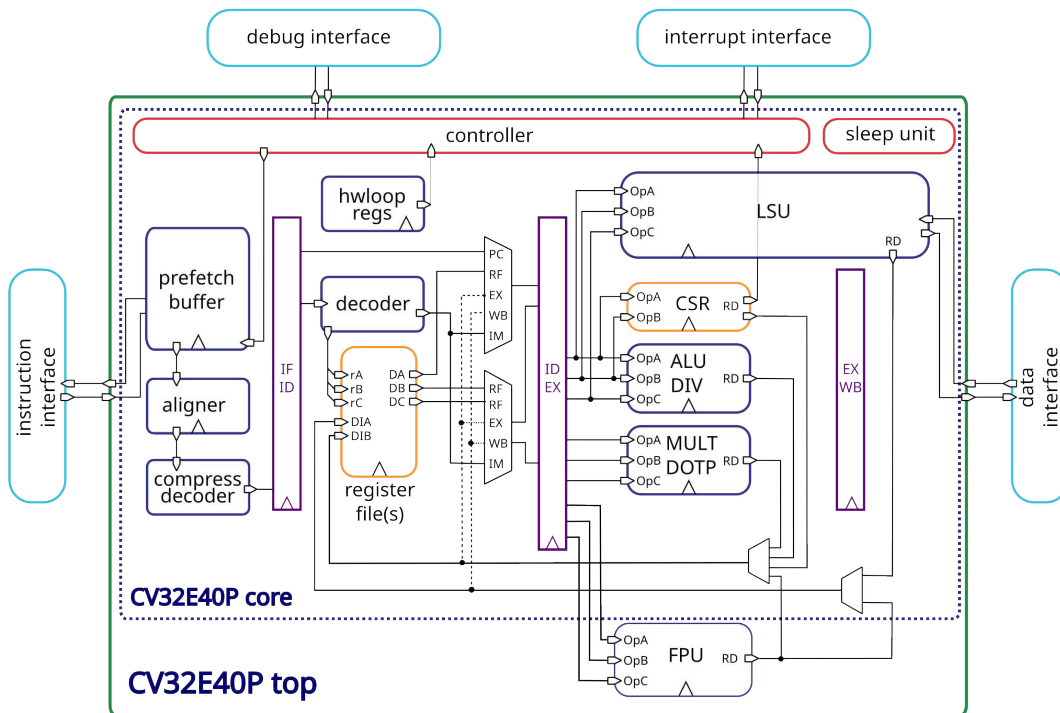 debug interface
interrupt interface
controller
sleep unit
hwloop
regs
OpA
OpB
OpC
LSU
RD
prefetch
buffer
PC
RF
EX
WB
IM
decoder
OpA
OpB
CSR
RD
instruction
interface
IF
ID
rA
rB
rC
DIA
DIB
DA
DB
DC
register
file(s)
RF
RF
EX
WB
IM
ID
EX
OpA
OpB
OpC
ALU
DIV
RD
EX
WB
data
interface
aligner
compress
decoder
OpA
OpB
OpC
MULT
DOTP
RD
CV32E40P core
OpA
OpB
OpC
FPU
RD
CV32E40P top